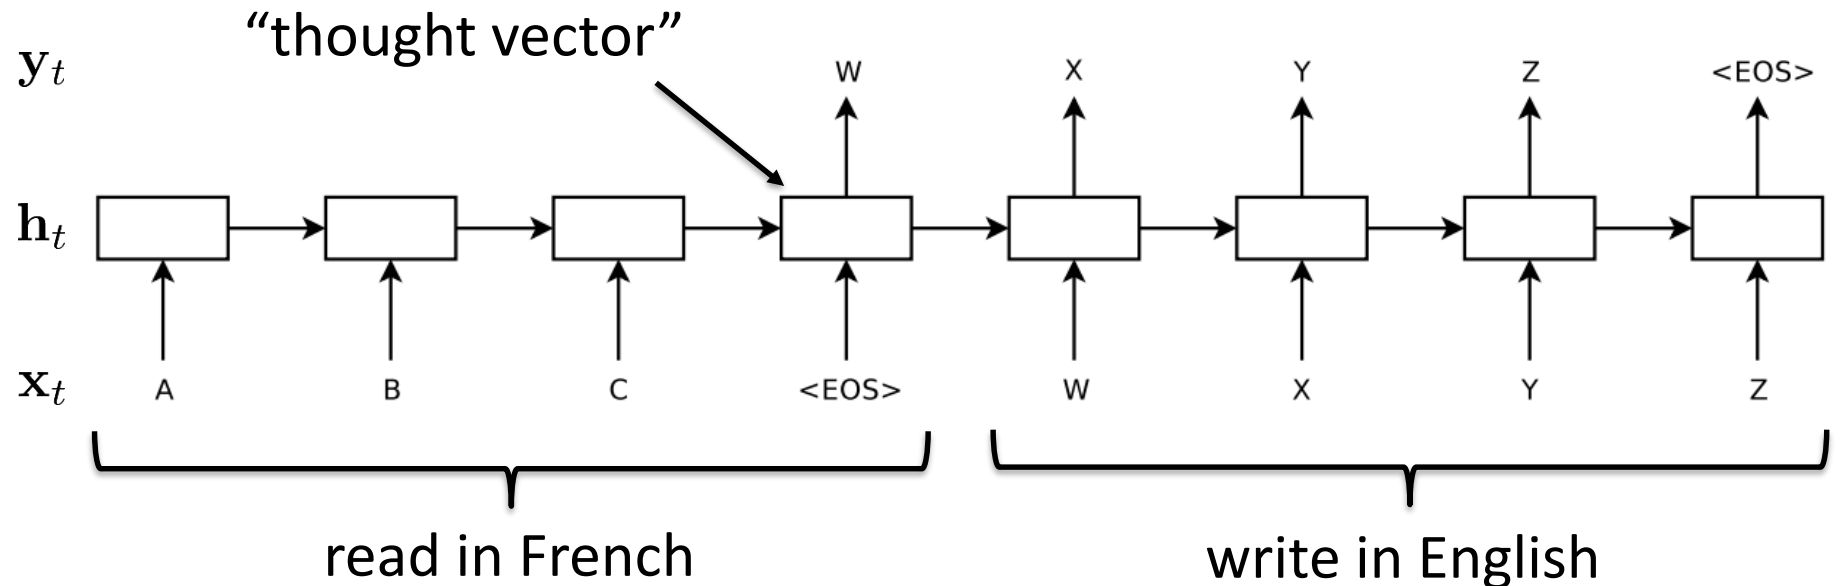 “thought vector”
y_t W X Y Z <EOS>
h_t
x_t A B C <EOS> W X Y Z
read in French write in English